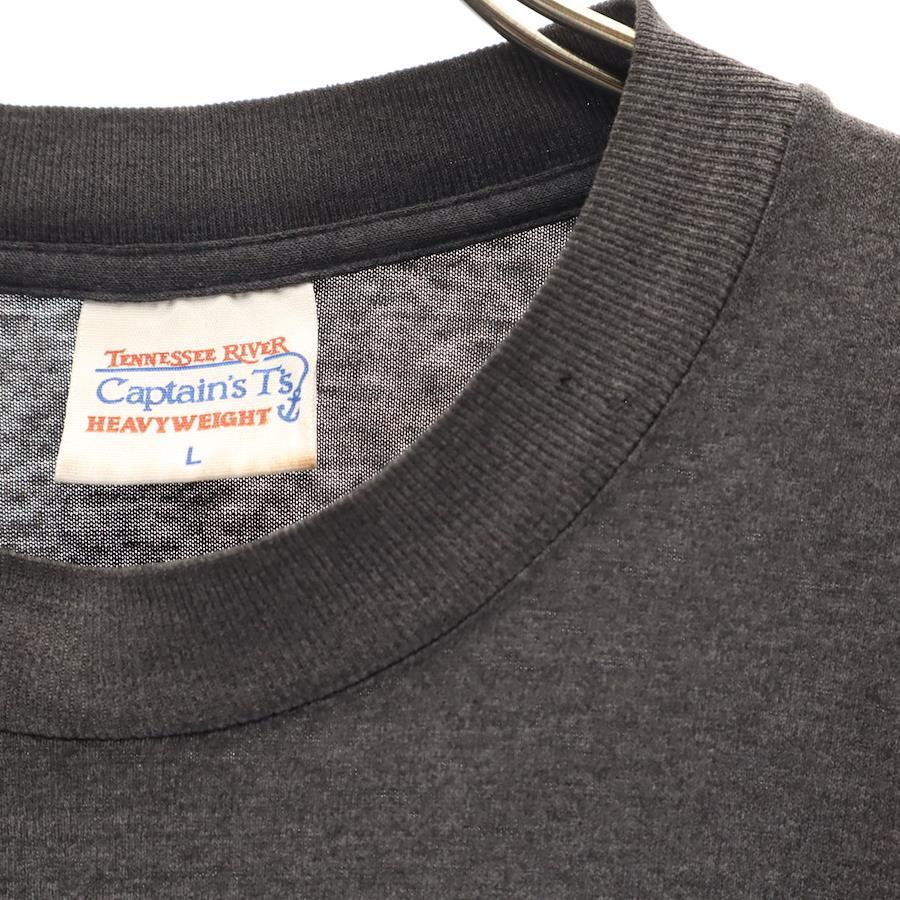 TENNESSEE RIVER
Captain's T's
HEAVYWEIGHT
L